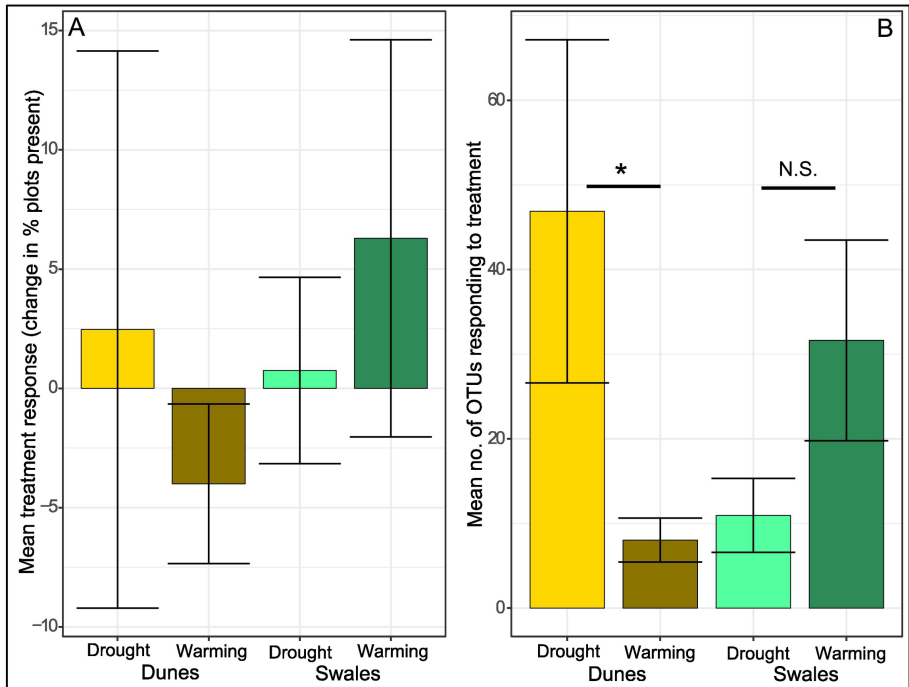 A
Mean treatment response (change in % plots present)
15
10
5
0
−5
−10
Drought
Warming
Drought
Warming
Dunes
Swales
B
Mean no. of OTUs responding to treatment
60
40
20
0
*
N.S.
Drought
Warming
Drought
Warming
Dunes
Swales